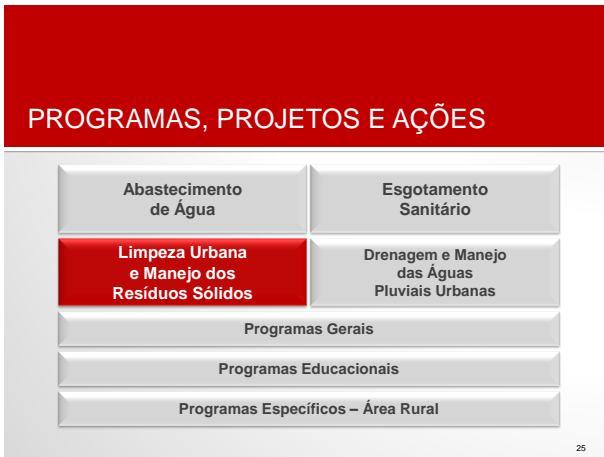 PROGRAMAS, PROJETOS E AÇÕES
Abastecimento
de Água
Esgotamento
Sanitário
Limpeza Urbana
e Manejo dos
Resíduos Sólidos
Drenagem e Manejo
das Águas
Pluviais Urbanas
Programas Gerais
Programas Educacionais
Programas Específicos – Área Rural
25